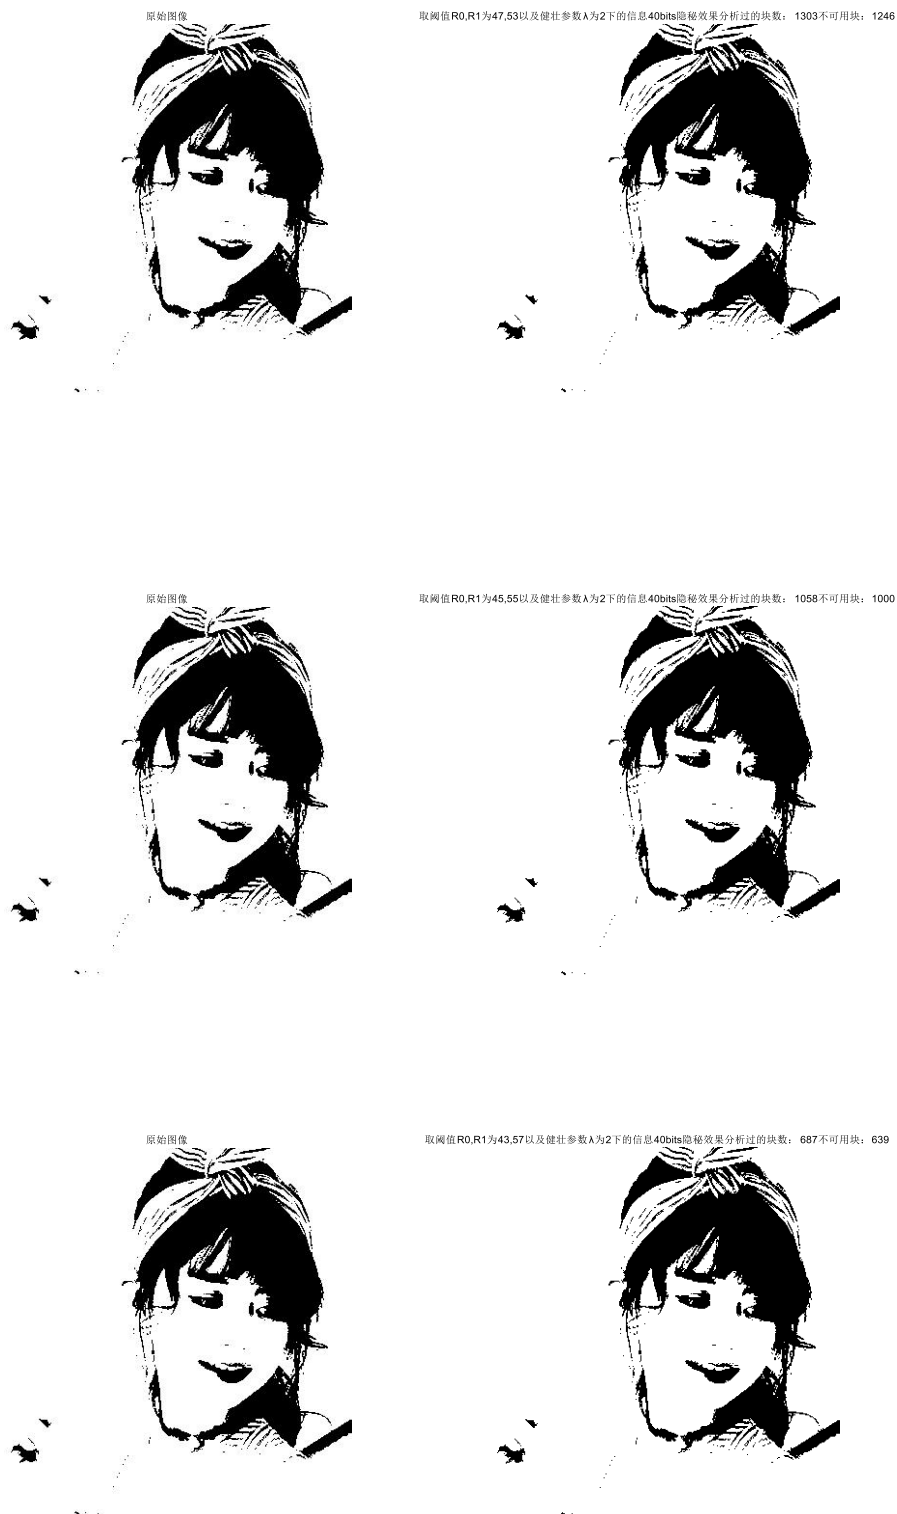 原始图像
取阈值R0,R1为47,53以及健壮参数λ为2下的信息40bits隐秘效果分析过的块数： 1303不可用块：1246
原始图像
取阈值R0,R1为45,55以及健壮参数λ为2下的信息40bits隐秘效果分析过的块数： 1058不可用块：1000
原始图像
取阈值R0,R1为43,57以及健壮参数λ为2下的信息40bits隐秘效果分析过的块数： 687不可用块：639